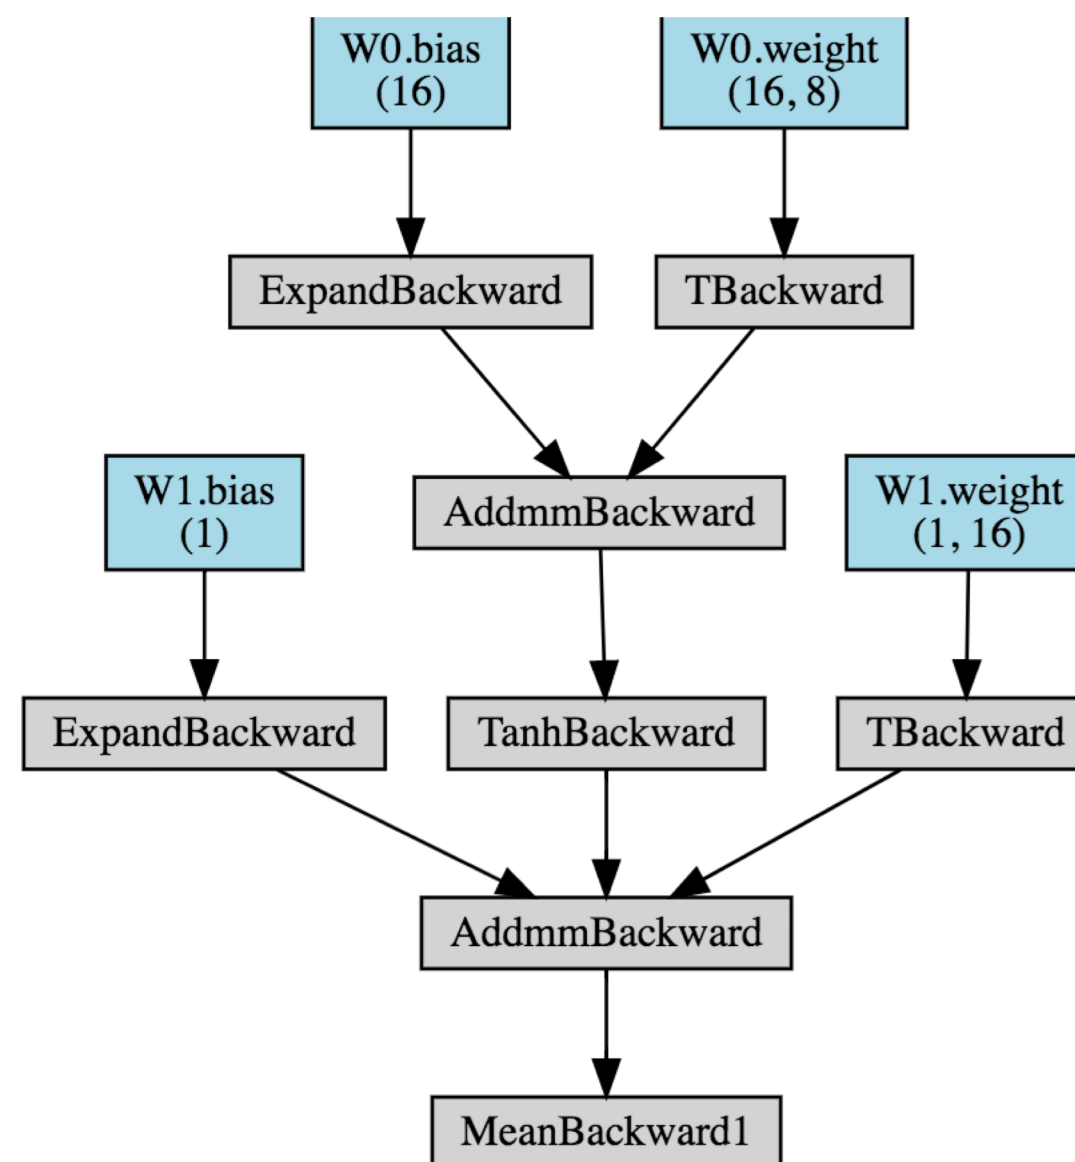 W0.bias
(16)
W0.weight
(16, 8)
ExpandBackward
TBackward
W1.bias
(1)
AddmmBackward
W1.weight
(1, 16)
ExpandBackward
TanhBackward
TBackward
AddmmBackward
MeanBackward1